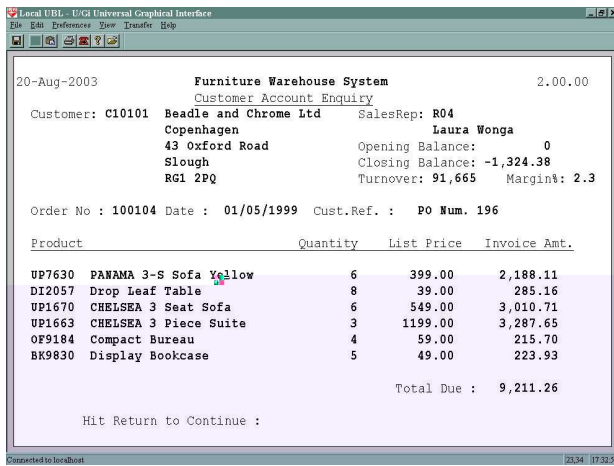 Local UBL - U/Gi Universal Graphical Interface
File Edit Preferences View Transfer Help
20-Aug-2003 Furniture Warehouse System 2.00.00
Customer Account Enquiry
Customer: C10101 Beadle and Chrome Ltd SalesRep: R04
Copenhagen Laura Wonga
43 Oxford Road Opening Balance: 0
Slough Closing Balance: -1,324.38
RG1 2PQ Turnover: 91,665 Margin%: 2.3
Order No : 100104 Date : 01/05/1999 Cust.Ref. : PO Num. 196
Product Quantity List Price Invoice Amt.
UP7630 PANAMA 3-S Sofa Yellow 6 399.00 2,188.11
DI2057 Drop Leaf Table 8 39.00 285.16
UP1670 CHELSEA 3 Seat Sofa 6 549.00 3,010.71
UP1663 CHELSEA 3 Piece Suite 3 1199.00 3,287.65
OF9184 Compact Bureau 4 59.00 215.70
BK9830 Display Bookcase 5 49.00 223.93
Total Due : 9,211.26
Hit Return to Continue :
Connected to localhost 23,34